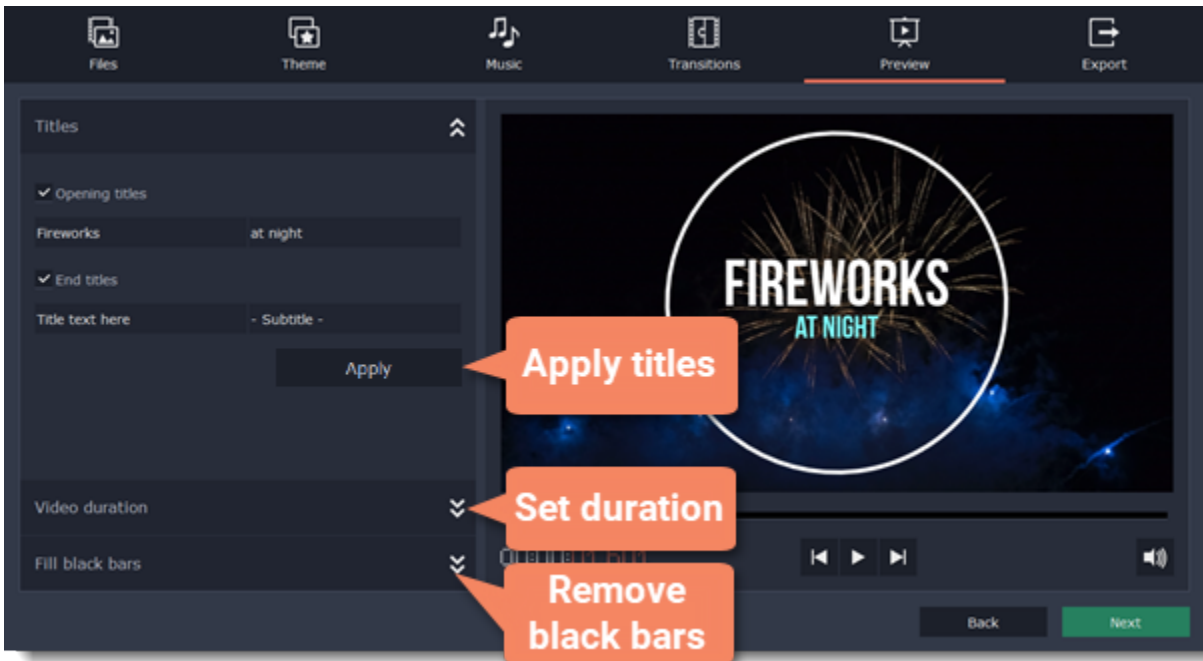 Files Theme Music Transitions Preview Export
Titles
Opening titles
Fireworks at night
End titles
Title text here - Subtitle -
Apply
Video duration
Fill black bars
FIREWORKS
AT NIGHT
Apply titles
Set duration
Remove
black bars
Back Next